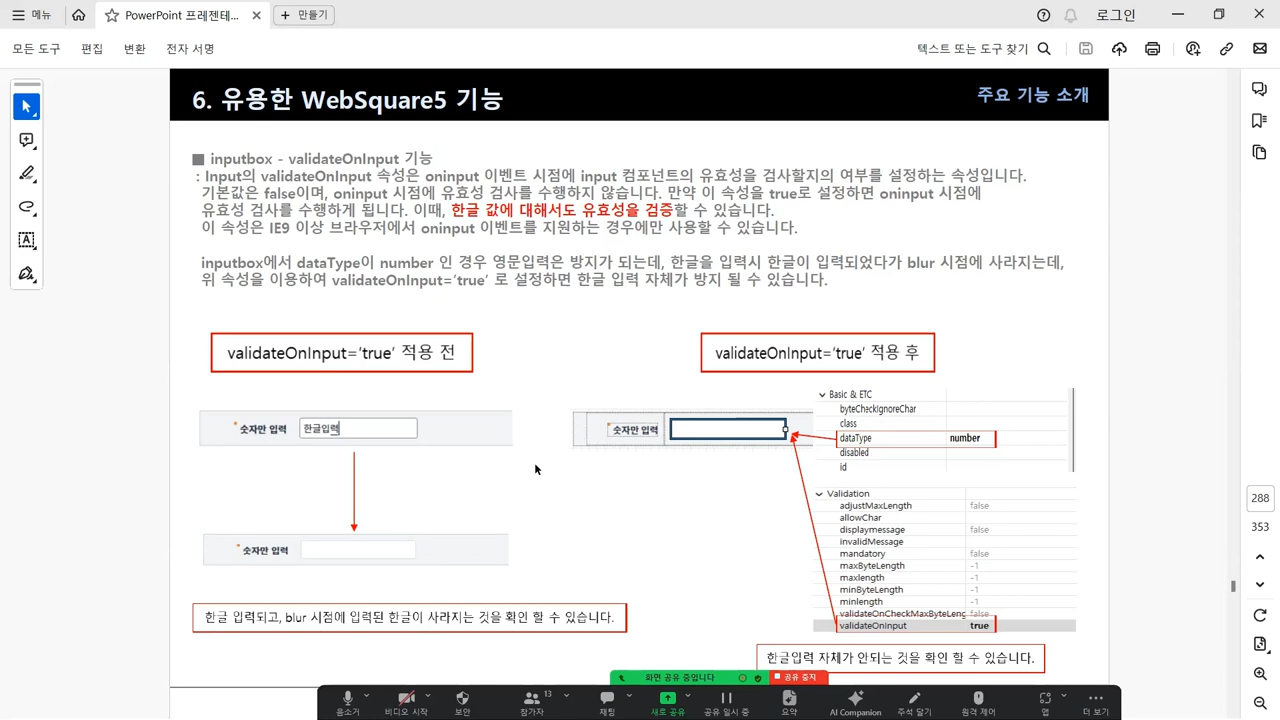 메뉴
PowerPoint 프레젠테...
만들기
로그인
모든 도구
편집
변환
전자 서명
텍스트 또는 도구 찾기
6. 유용한 WebSquare5 기능
주요 기능 소개
■ inputbox - validateOnInput 기능
: Input의 validateOnInput 속성은 oninput 이벤트 시점에 input 컴포넌트의 유효성을 검사할지의 여부를 설정하는 속성입니다.
기본값은 false이며, oninput 시점에 유효성 검사를 수행하지 않습니다. 만약 이 속성을 true로 설정하면 oninput 시점에
유효성 검사를 수행하게 됩니다. 이때, 한글 값에 대해서도 유효성을 검증할 수 있습니다.
이 속성은 IE9 이상 브라우저에서 oninput 이벤트를 지원하는 경우에만 사용할 수 있습니다.
inputbox에서 dataType이 number 인 경우 영문입력은 방지가 되는데, 한글을 입력시 한글이 입력되었다가 blur 시점에 사라지는데,
위 속성을 이용하여 validateOnInput=‘true’ 로 설정하면 한글 입력 자체가 방지 될 수 있습니다.
validateOnInput=‘true’ 적용 전
validateOnInput=‘true’ 적용 후
* 숫자만 입력
한글입력
* 숫자만 입력
한글 입력되고, blur 시점에 입력된 한글이 사라지는 것을 확인 할 수 있습니다.
* 숫자만 입력
Basic & ETC
byteCheckIgnoreChar
class
dataType number
disabled
id
Validation
adjustMaxLength false
allowChar
displaymessage false
invalidMessage
mandatory false
maxByteLength -1
maxlength -1
minByteLength -1
minlength -1
validateOnCheckMaxByteLeng false
validateOnInput true
한글입력 자체가 안되는 것을 확인 할 수 있습니다.
288
353
화면 공유 중입니다
공유 중지
음소거
비디오 시작
보안
13
참가자
채팅
새로 공유
공유 일시 중
요약
AI Companion
주석 달기
원격 제어
앱
더 보기